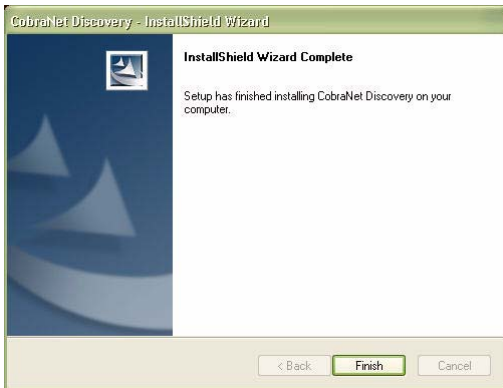 CobraNet Discovery - InstallShield Wizard
InstallShield Wizard Complete
Setup has finished installing CobraNet Discovery on your
computer.
< Back
Finish
Cancel